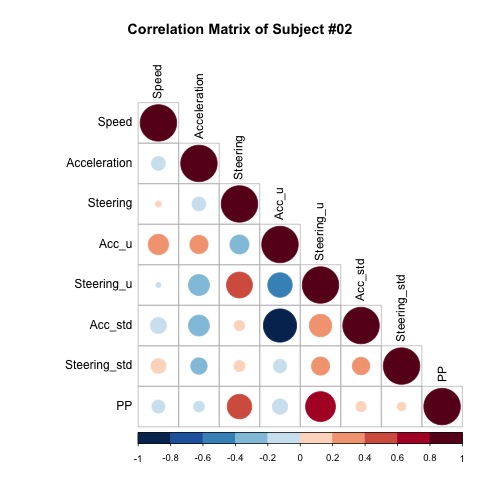 Correlation Matrix of Subject #02
Speed
Acceleration
Steering
Acc_u
Steering_u
Acc_std
Steering_std
PP
Speed
Acceleration
Steering
Acc_u
Steering_u
Acc_std
Steering_std
PP
-1 -0.8 -0.6 -0.4 -0.2 0 0.2 0.4 0.6 0.8 1